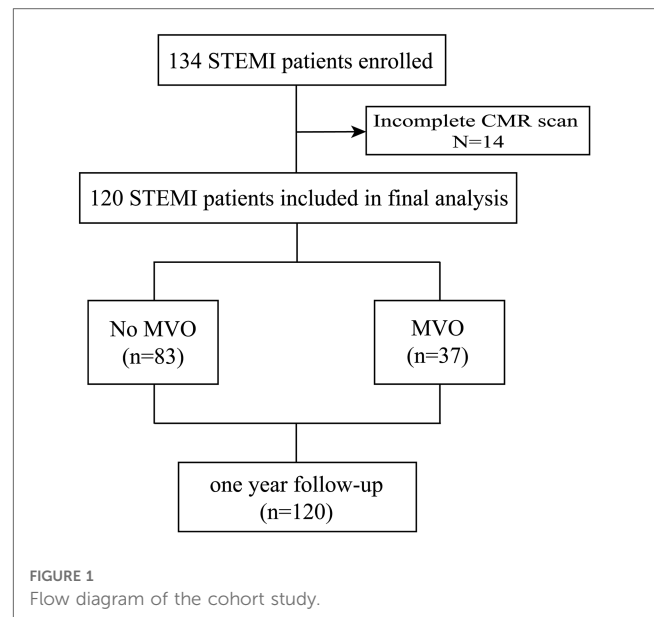 134 STEMI patients enrolled
Incomplete CMR scan
N=14
120 STEMI patients included in final analysis
No MVO
(n=83)
MVO
(n=37)
one year follow-up
(n=120)
FIGURE 1
Flow diagram of the cohort study.